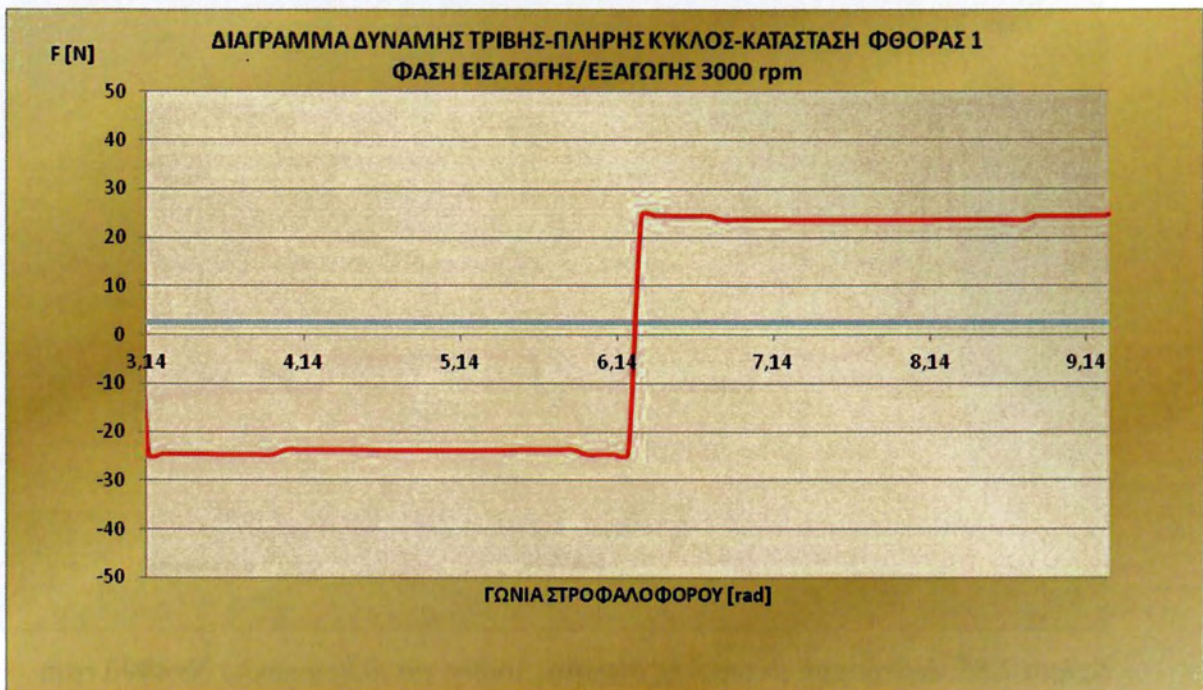 F [N]
ΔΙΑΓΡΑΜΜΑ ΔΥΝΑΜΗΣ ΤΡΙΒΗΣ-ΠΛΗΡΗΣ ΚΥΚΛΟΣ-ΚΑΤΑΣΤΑΣΗ ΦΘΟΡΑΣ 1
ΦΑΣΗ ΕΙΣΑΓΩΓΗΣ/ΕΞΑΓΩΓΗΣ 3000 rpm
50
40
30
20
10
0
3,14 4,14 5,14 6,14 7,14 8,14 9,14
-10
-20
-30
-40
-50
ΓΩΝΙΑ ΣΤΡΟΦΑΛΟΦΟΡΟΥ [rad]